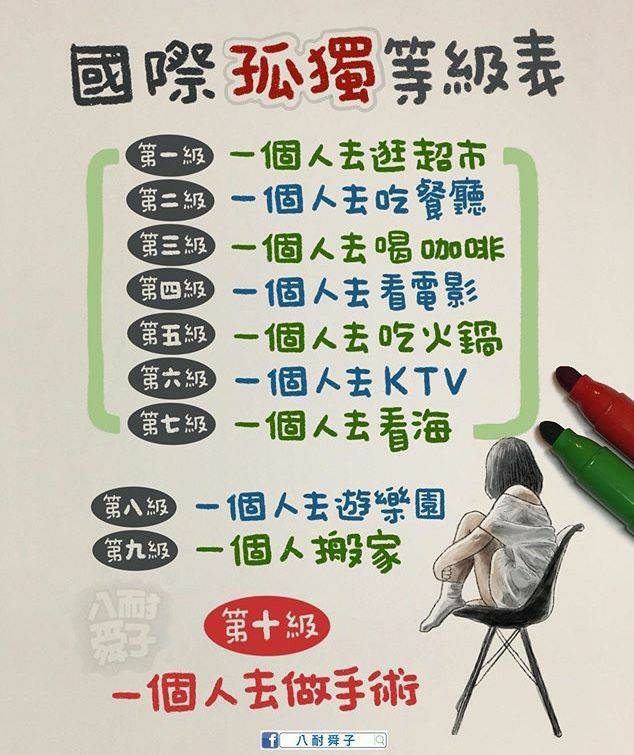 國際孤獨等級表
第一級 一個人去逛超市
第二級 一個人去吃餐廳
第三級 一個人去喝咖啡
第四級 一個人去看電影
第五級 一個人去吃火鍋
第六級 一個人去KTV
第七級 一個人去看海
第八級 一個人去遊樂園
第九級 一個人搬家
八耐
舜子
第十級
一個人去做手術
f 八耐舜子